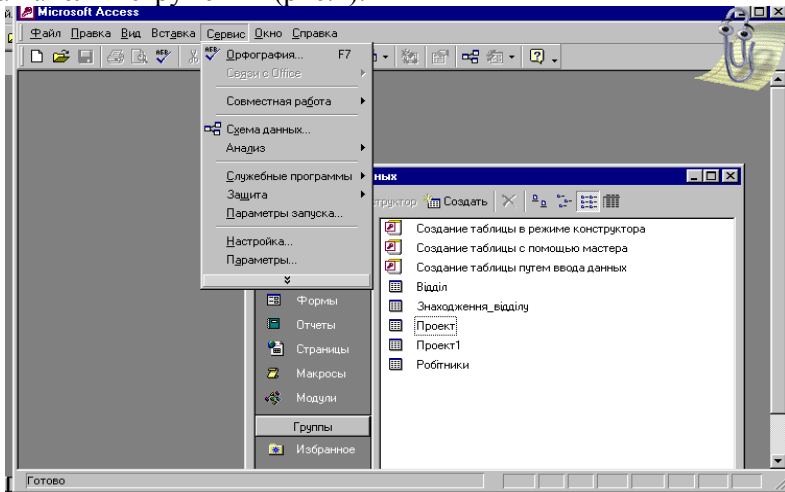 Microsoft Access
Файл Правка Вид Вставка Сервис Окно Справка
Орфография... F7
Связи с Office
Совместная работа
Схема данных...
Анализ
Служебные программы
Защита
Параметры запуска...
Настройка...
Параметры...
ных
структор Создать
Создание таблицы в режиме конструктора
Создание таблицы с помощью мастера
Создание таблицы путем ввода данных
Відділ
Знаходження_відділу
Проект
Проект1
Робітники
Формы
Отчеты
Страницы
Макросы
Модули
Группы
Избранное
Готово